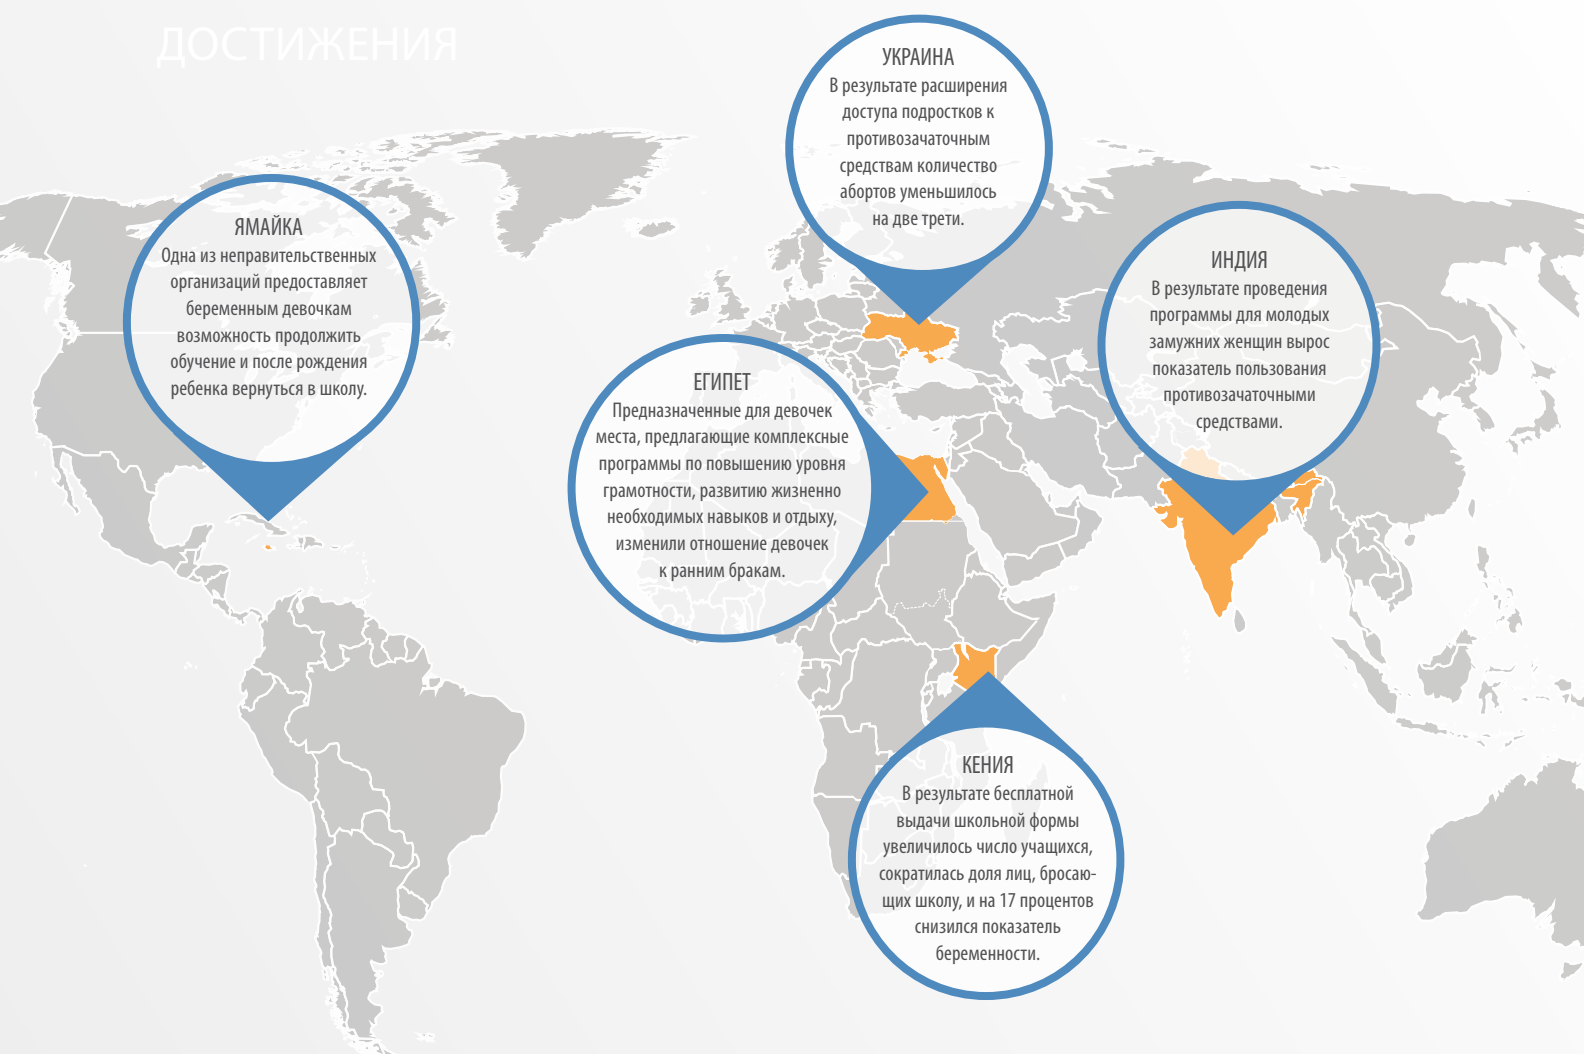 ДОСТИЖЕНИЯ
УКРАИНА
В результате расширения
доступа подростков к
противозачаточным
средствам количество
абортов уменьшилось
на две трети.
ЯМАЙКА
Одна из неправительственных
организаций предоставляет
беременным девочкам
возможность продолжить
обучение и после рождения
ребенка вернуться в школу.
ИНДИЯ
В результате проведения
программы для молодых
замужних женщин вырос
показатель пользования
противозачаточными
средствами.
ЕГИПЕТ
Предназначенные для девочек
места, предлагающие комплексные
программы по повышению уровня
грамотности, развитию жизненно
необходимых навыков и отдыху,
изменили отношение девочек
к ранним бракам.
КЕНИЯ
В результате бесплатной
выдачи школьной формы
увеличилось число учащихся,
сократилась доля лиц, бросаю-
щих школу, и на 17 процентов
снизился показатель
беременности.